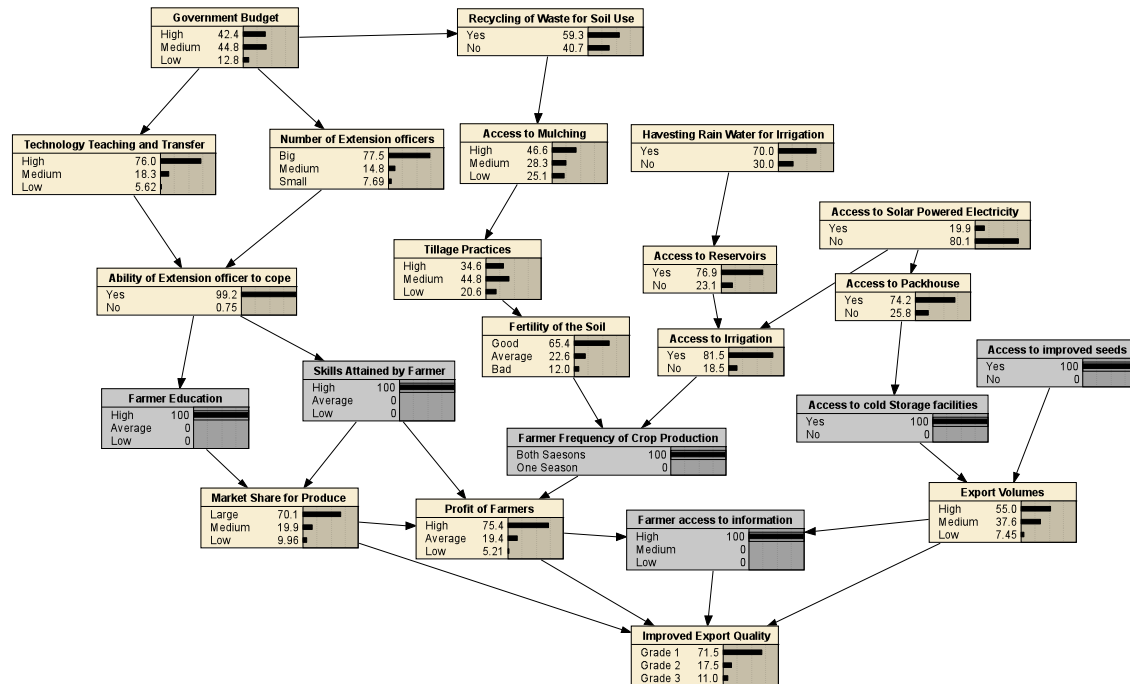 Government Budget
High 42.4
Medium 44.8
Low 12.8
Recycling of Waste for Soil Use
Yes 59.3
No 40.7
Technology Teaching and Transfer
High 76.0
Medium 18.3
Low 5.62
Number of Extension officers
Big 77.5
Medium 14.8
Small 7.69
Access to Mulching
High 46.6
Medium 28.3
Low 25.1
Havesting Rain Water for Irrigation
Yes 70.0
No 30.0
Access to Solar Powered Electricity
Yes 19.9
No 80.1
Ability of Extension officer to cope
Yes 99.2
No 0.75
Tillage Practices
High 34.6
Medium 44.8
Low 20.6
Access to Reservoirs
Yes 76.9
No 23.1
Access to Packhouse
Yes 74.2
No 25.8
Fertility of the Soil
Good 65.4
Average 22.6
Bad 12.0
Access to Irrigation
Yes 81.5
No 18.5
Access to improved seeds
Yes 100
No 0
Farmer Education
High 100
Average 0
Low 0
Skills Attained by Farmer
High 100
Average 0
Low 0
Access to cold Storage facilities
Yes 100
No 0
Farmer Frequency of Crop Production
Both Saesons 100
One Season 0
Market Share for Produce
Large 70.1
Medium 19.9
Low 9.96
Profit of Farmers
High 75.4
Average 19.4
Low 5.21
Farmer access to information
High 100
Medium 0
Low 0
Export Volumes
High 55.0
Medium 37.6
Low 7.45
Improved Export Quality
Grade 1 71.5
Grade 2 17.5
Grade 3 11.0